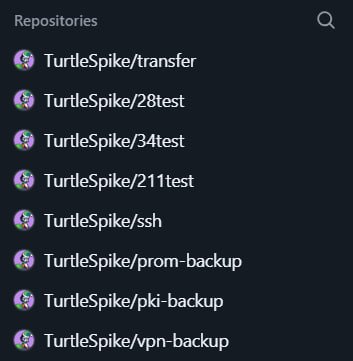 Repositories
TurtleSpike/transfer
TurtleSpike/28test
TurtleSpike/34test
TurtleSpike/211test
TurtleSpike/ssh
TurtleSpike/prom-backup
TurtleSpike/pki-backup
TurtleSpike/vpn-backup